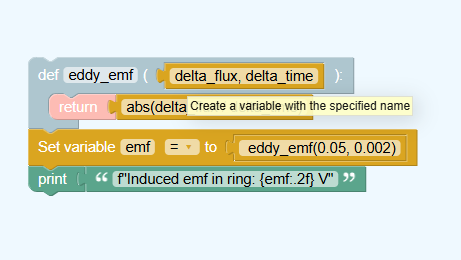 def eddy_emf ( delta_flux, delta_time ):
return abs(delta
Create a variable with the specified name
Set variable emf = to eddy_emf(0.05, 0.002)
print “ f"Induced emf in ring: {emf:.2f} V" ”